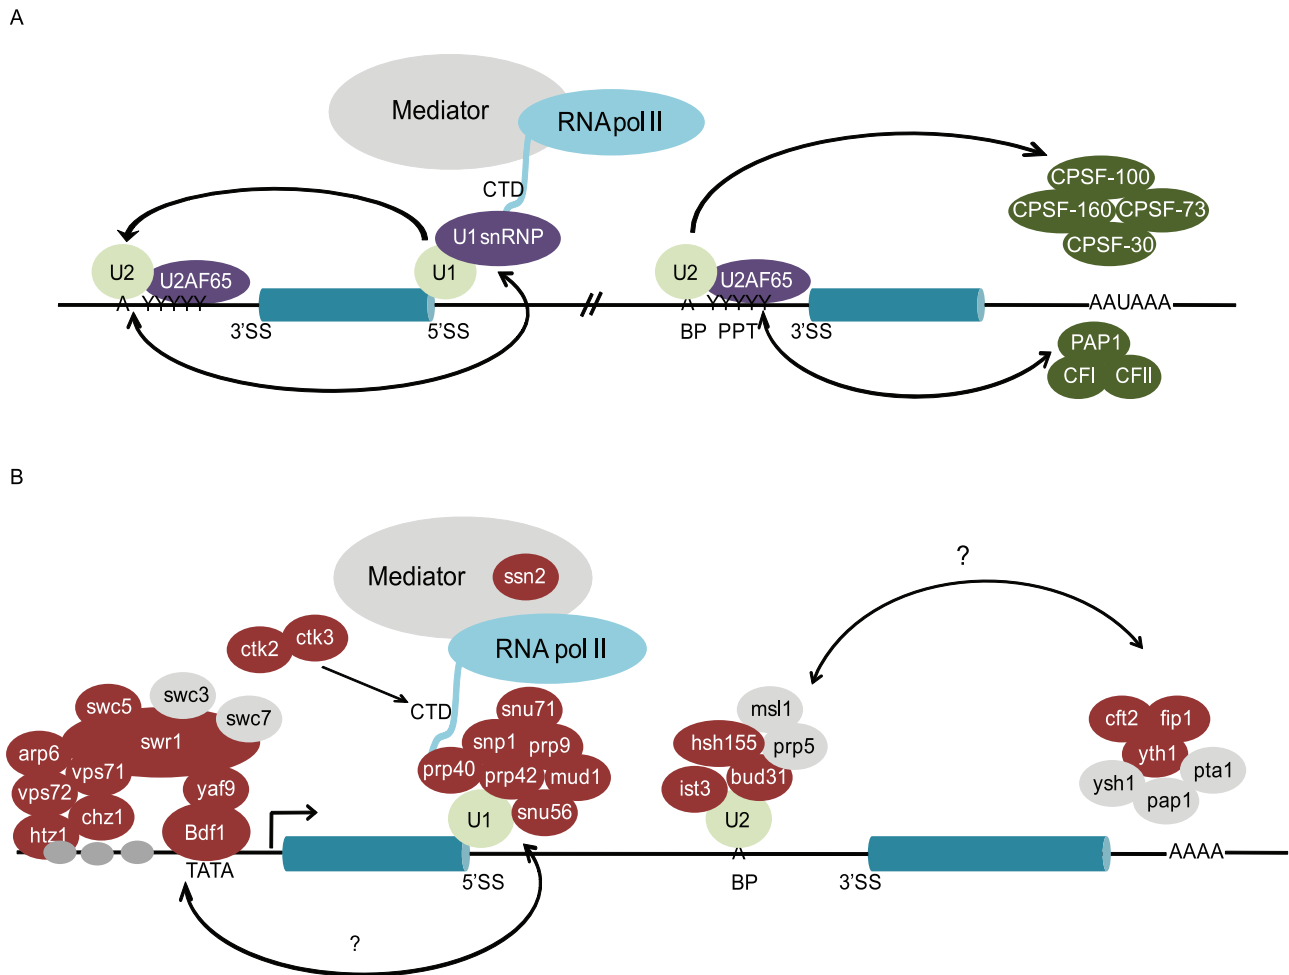 A
Mediator
RNA pol II
CTD
CPSF-100
CPSF-160
CPSF-73
CPSF-30
U1 snRNP
U2
U2AF65
U1
U2
U2AF65
A
YYYYY
A
YYYYY
AAUAAA
3'SS
5'SS
BP
PPT
3'SS
PAP1
CFI
CFII
B
?
Mediator
ssn2
ctk2
ctk3
RNA pol II
swc3
swc5
swc7
CTD
snu71
msl1
cft2
fip1
swr1
snp1
prp9
hsh155
prp5
yth1
arp6
vps71
prp40
prp42
mud1
bud31
ysh1
pta1
vps72
yaf9
ist3
pap1
chz1
snu56
htz1
Bdf1
U1
U2
A
AAAA
TATA
5'SS
BP
3'SS
?